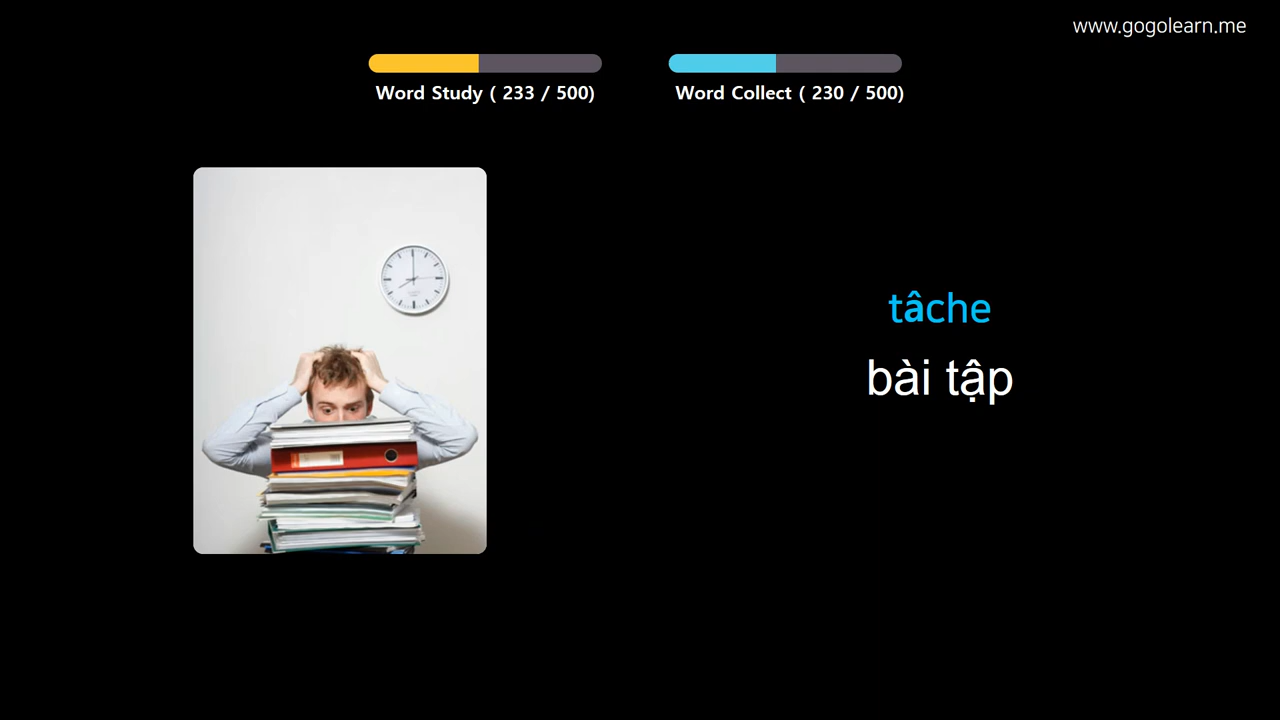 www.gogolearn.me
Word Study ( 233 / 500)
Word Collect ( 230 / 500)
tâche
bài tập